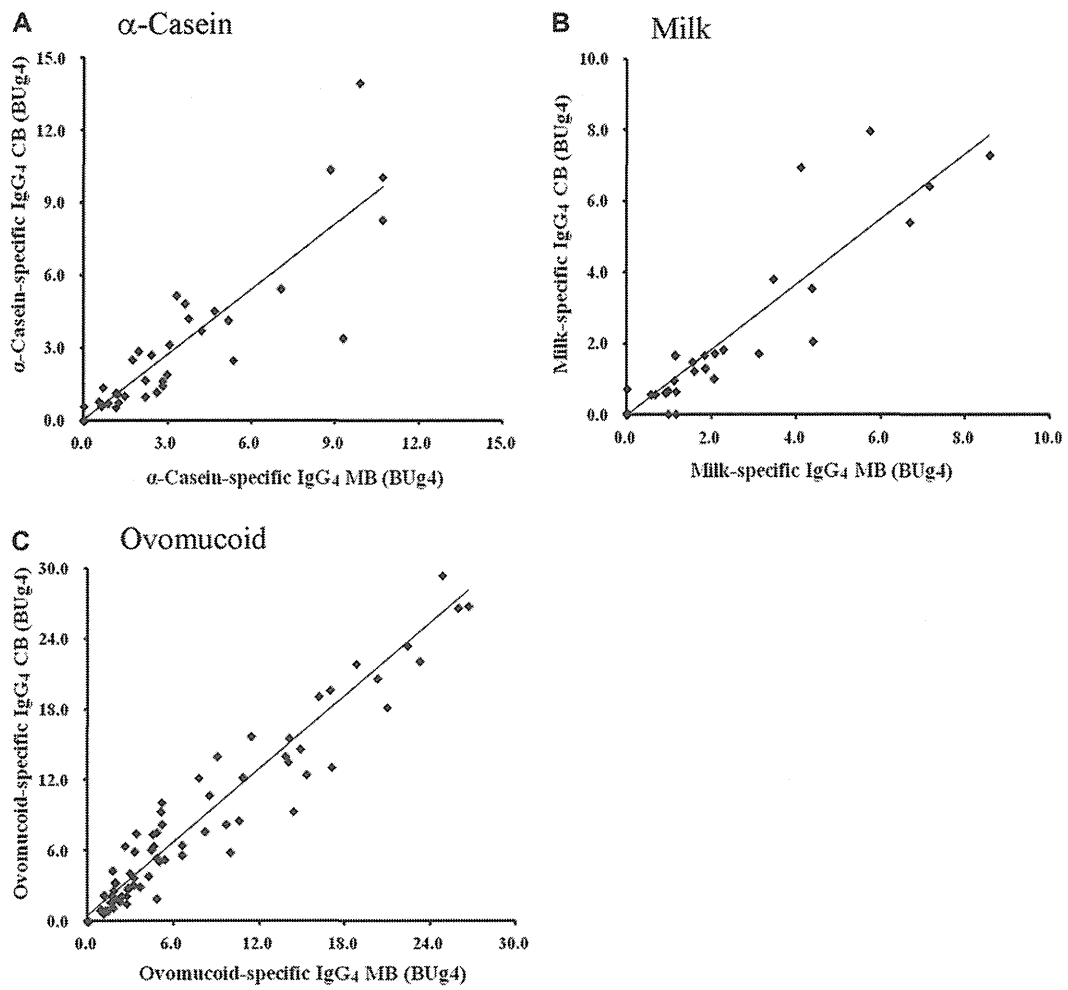 A α-Casein
α-Casein-specific IgG4 CB (BUg4)
15.0
12.0
9.0
6.0
3.0
0.0
0.0 3.0 6.0 9.0 12.0 15.0
α-Casein-specific IgG4 MB (BUg4)
B Milk
Milk-specific IgG4 CB (BUg4)
10.0
8.0
6.0
4.0
2.0
0.0
0.0 2.0 4.0 6.0 8.0 10.0
Milk-specific IgG4 MB (BUg4)
C Ovomucoid
Ovomucoid-specific IgG4 CB (BUg4)
30.0
24.0
18.0
12.0
6.0
0.0
0.0 6.0 12.0 18.0 24.0 30.0
Ovomucoid-specific IgG4 MB (BUg4)